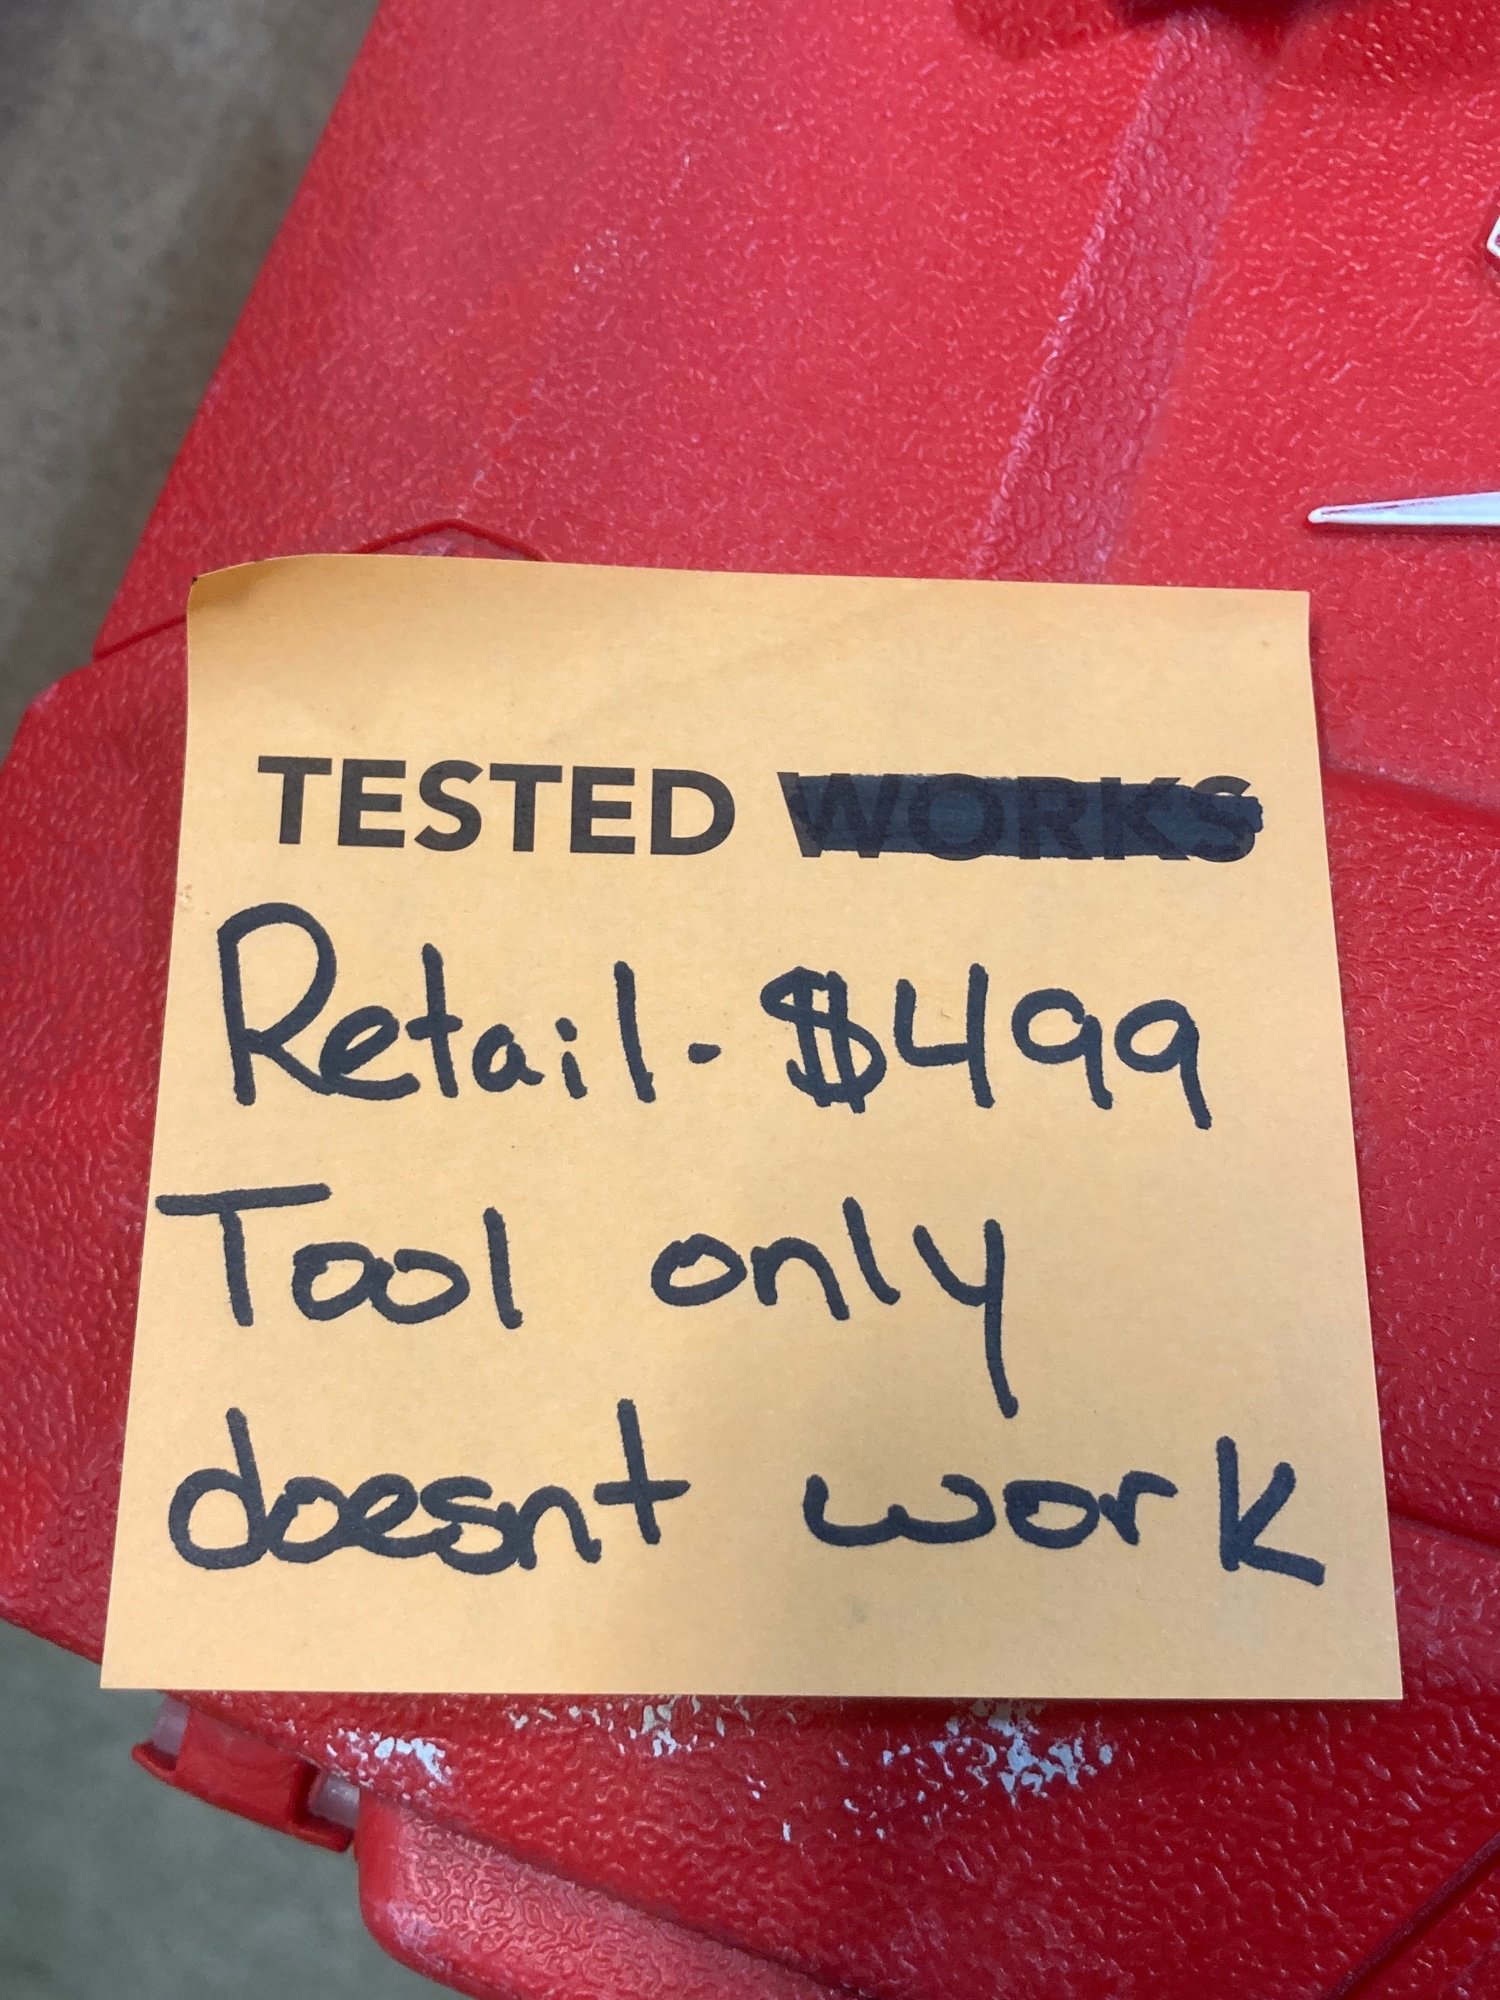 TESTED WORKS
Retail. $499
Tool only
doesnt work